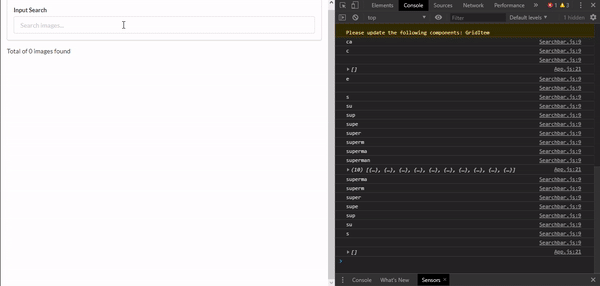 Input Search
Search images...
Total of 0 images found
Elements Console Sources Network Performance » 1 3
top Filter Default levels 1 hidden
Please update the following components: GridItem
ca Searchbar.js:9
c Searchbar.js:9
Searchbar.js:9
[] App.js:21
e Searchbar.js:9
Searchbar.js:9
s Searchbar.js:9
su Searchbar.js:9
sup Searchbar.js:9
supe Searchbar.js:9
super Searchbar.js:9
superm Searchbar.js:9
superma Searchbar.js:9
superman Searchbar.js:9
(10) [{…}, {…}, {…}, {…}, {…}, {…}, {…}, {…}, {…}, {…}] App.js:21
superma Searchbar.js:9
superm Searchbar.js:9
super Searchbar.js:9
supe Searchbar.js:9
sup Searchbar.js:9
su Searchbar.js:9
s Searchbar.js:9
Searchbar.js:9
[] App.js:21
Console What's New Sensors ×